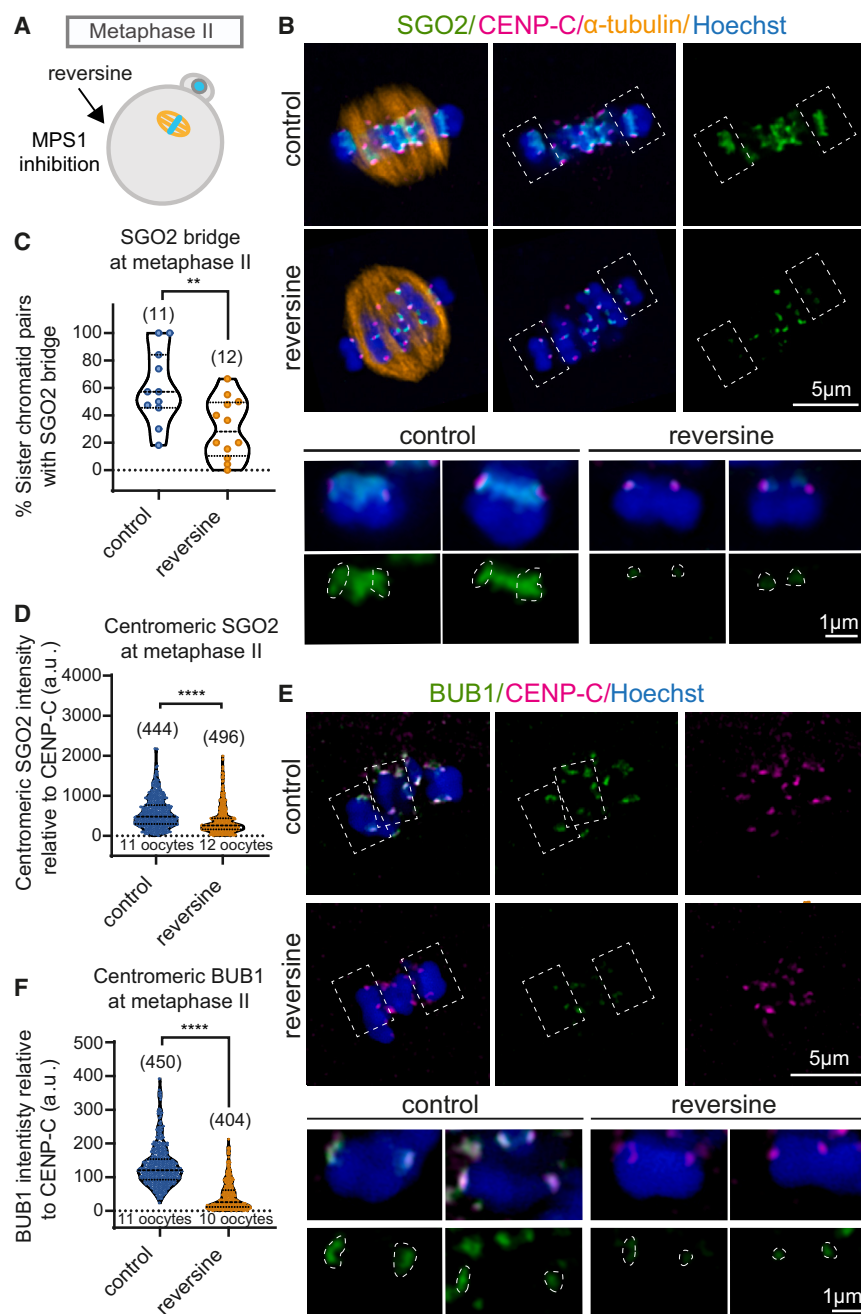 A
Metaphase II
reversine
MPS1
inhibition
B
SGO2/CENP-C/α-tubulin/Hoechst
control
reversine
5µm
control
reversine
1µm
C
SGO2 bridge
at metaphase II
**
(11)
(12)
% Sister chromatid pairs
with SGO2 bridge
100
80
60
40
20
0
control
reversine
D
Centromeric SGO2
at metaphase II
****
(444)
(496)
Centromeric SGO2 intensity
relative to CENP-C (a.u.)
4000
3000
2000
1000
500
0
11 oocytes
12 oocytes
control
reversine
E
BUB1/CENP-C/Hoechst
control
reversine
5µm
control
reversine
1µm
F
Centromeric BUB1
at metaphase II
****
(450)
(404)
BUB1 intentisty relative
to CENP-C (a.u.)
500
400
300
200
100
0
11 oocytes
10 oocytes
control
reversine